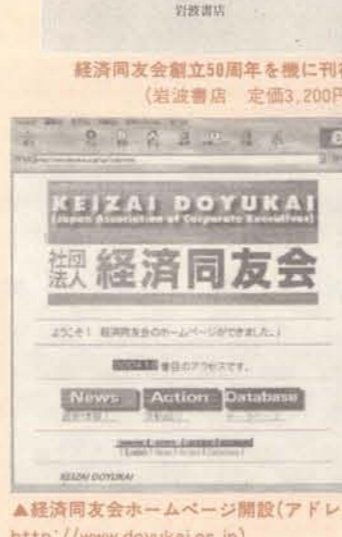 岩波書店
経済同友会創立50周年を機に刊
(岩波書店 定価3,200円
KEIZAI DOYUKAI
(Japan Association of Corporate Executives)
社団法人 経済同友会
ようこそ! 経済同友会のホームページができました。!
番目のアクセスです。
News Action Database
KEIZAI DOYUKAI
▲経済同友会ホームページ開設(アドレ
http://www.doyukai.or.jp)